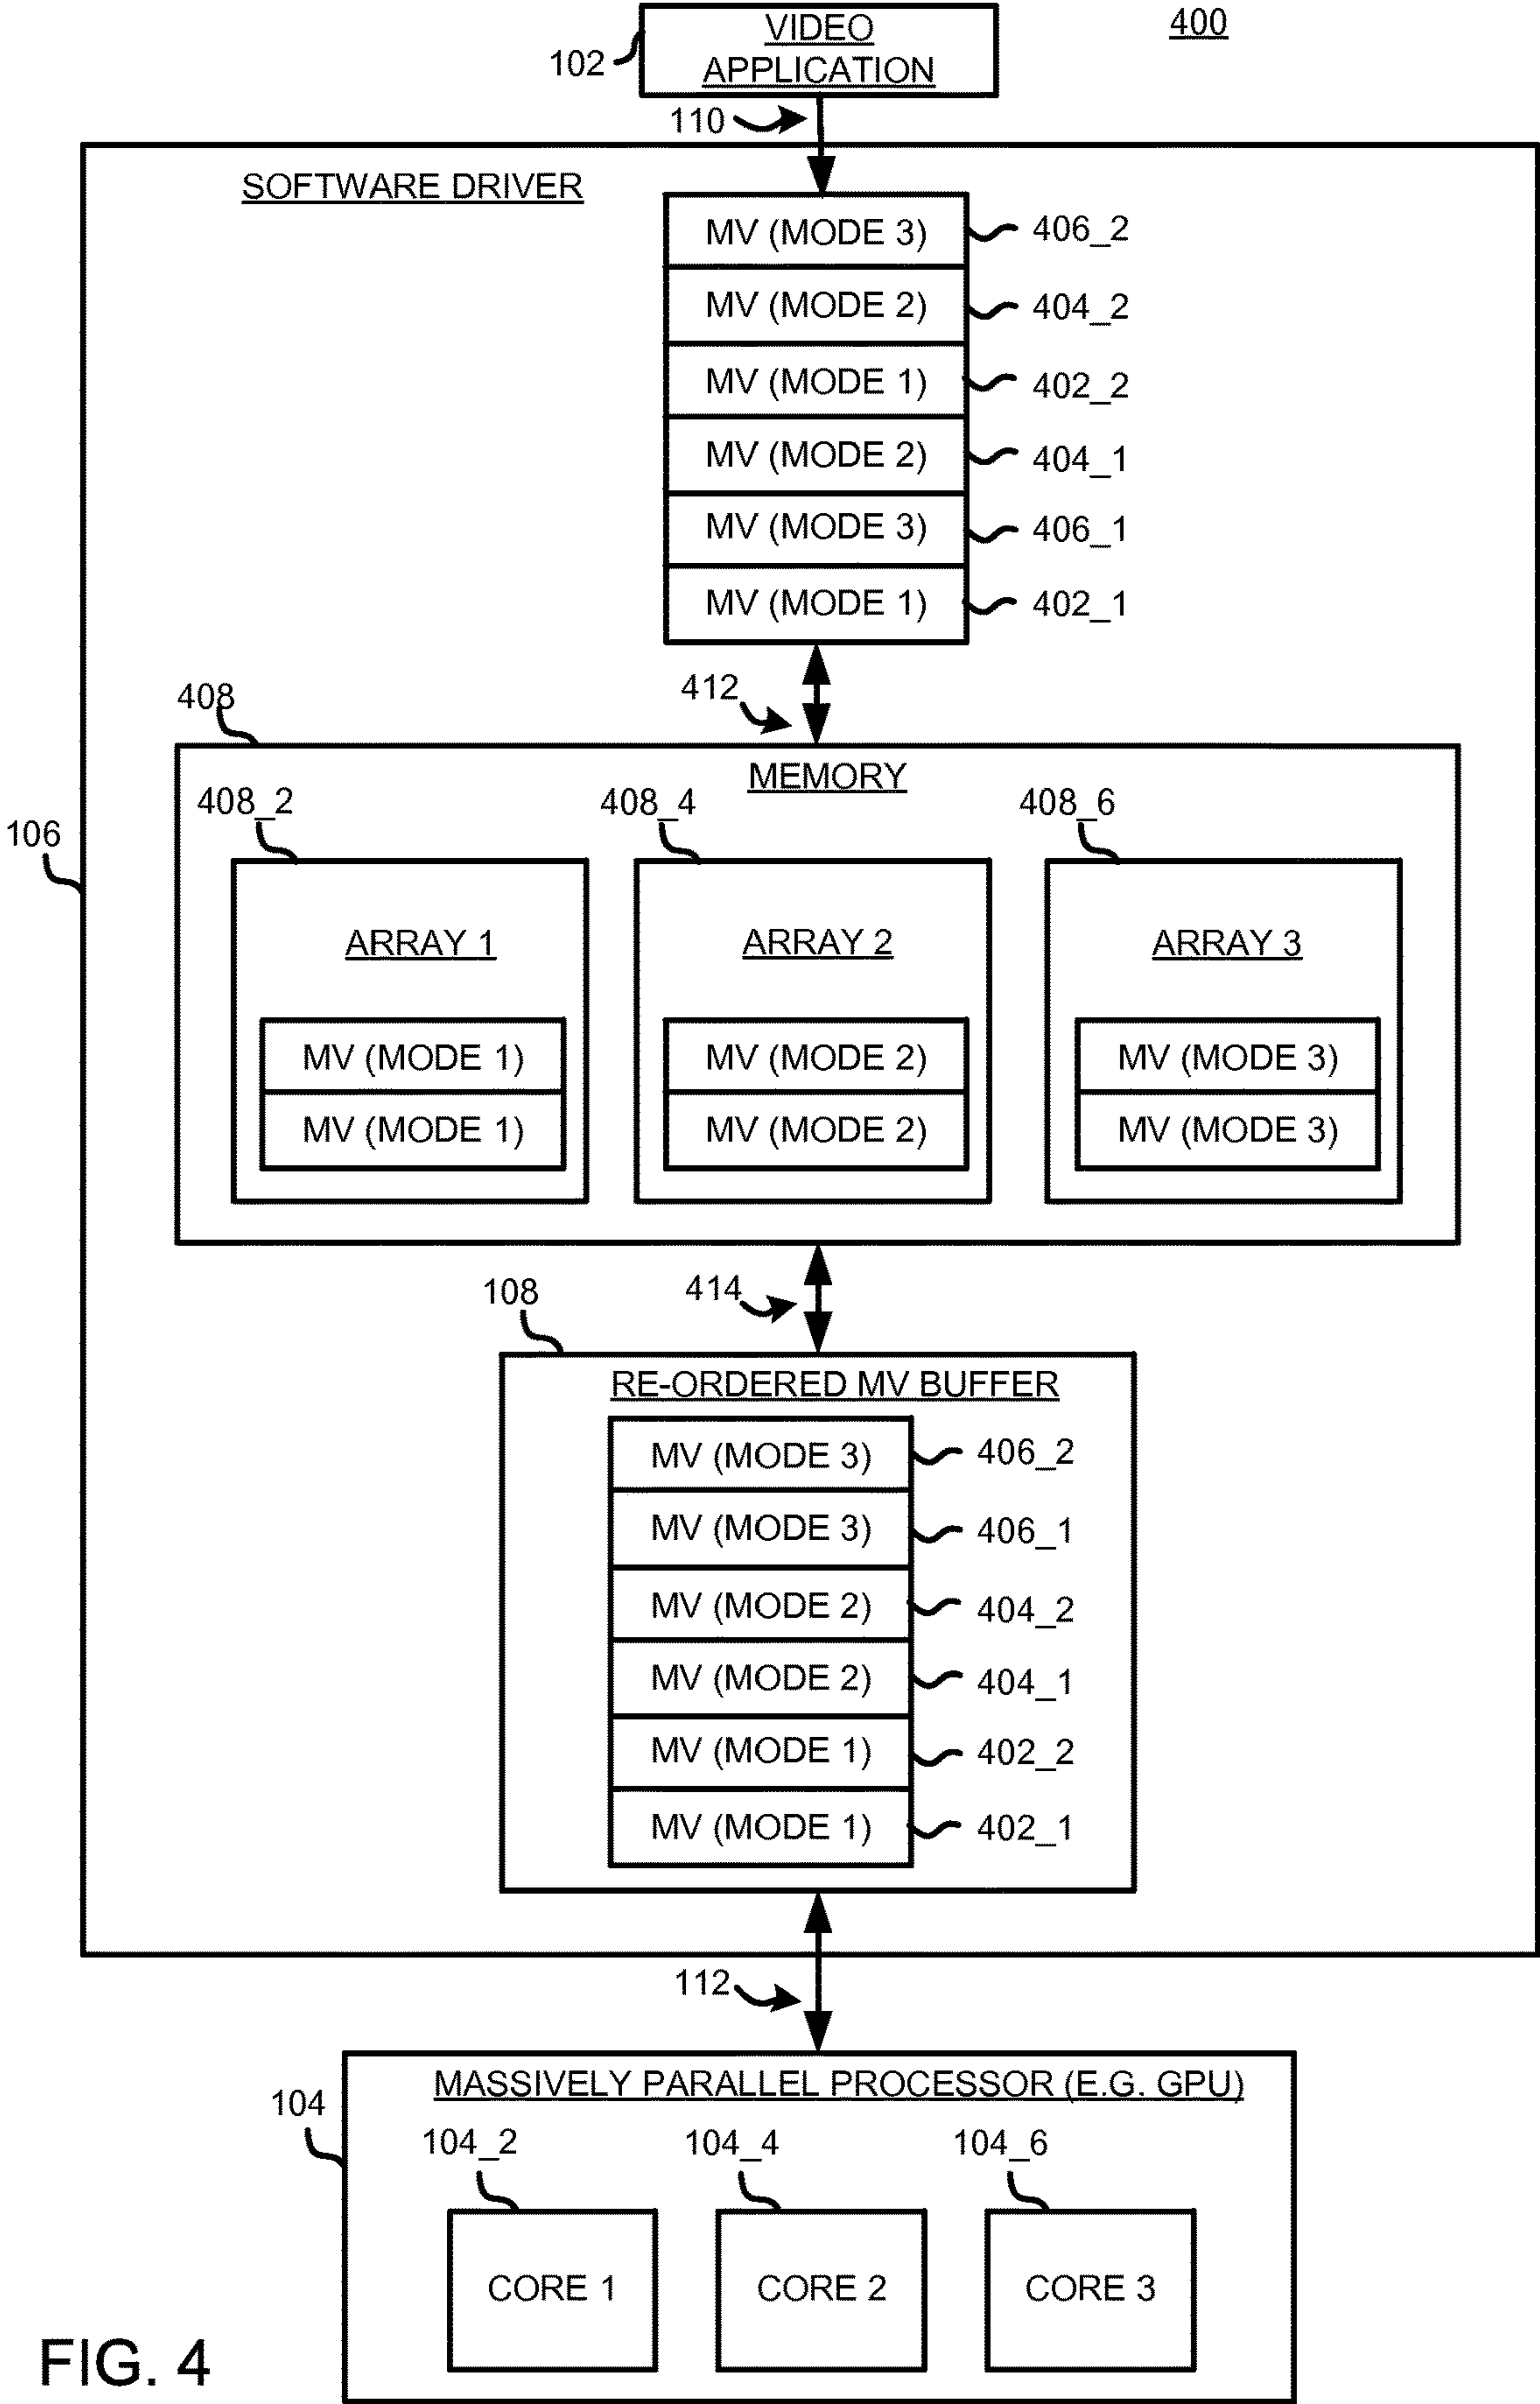 400
VIDEO
APPLICATION
102
110
SOFTWARE DRIVER
MV (MODE 3) 406_2
MV (MODE 2) 404_2
MV (MODE 1) 402_2
MV (MODE 2) 404_1
MV (MODE 3) 406_1
MV (MODE 1) 402_1
412
408
MEMORY
408_2 408_4 408_6
106
ARRAY 1 ARRAY 2 ARRAY 3
MV (MODE 1) MV (MODE 2) MV (MODE 3)
MV (MODE 1) MV (MODE 2) MV (MODE 3)
414
108
RE-ORDERED MV BUFFER
MV (MODE 3) 406_2
MV (MODE 3) 406_1
MV (MODE 2) 404_2
MV (MODE 2) 404_1
MV (MODE 1) 402_2
MV (MODE 1) 402_1
112
MASSIVELY PARALLEL PROCESSOR (E.G. GPU)
104
104_2 104_4 104_6
CORE 1 CORE 2 CORE 3
FIG. 4